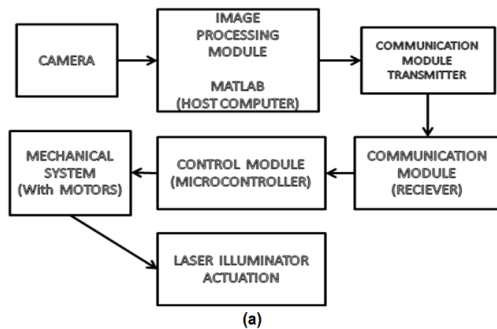 CAMERA
IMAGE
PROCESSING
MODULE
MATLAB
(HOST COMPUTER)
COMMUNICATION
MODULE
TRANSMITTER
MECHANICAL
SYSTEM
(With MOTORS)
CONTROL MODULE
(MICROCONTROLLER)
COMMUNICATION
MODULE
(RECIEVER)
LASER ILLUMINATOR
ACTUATION
(a)